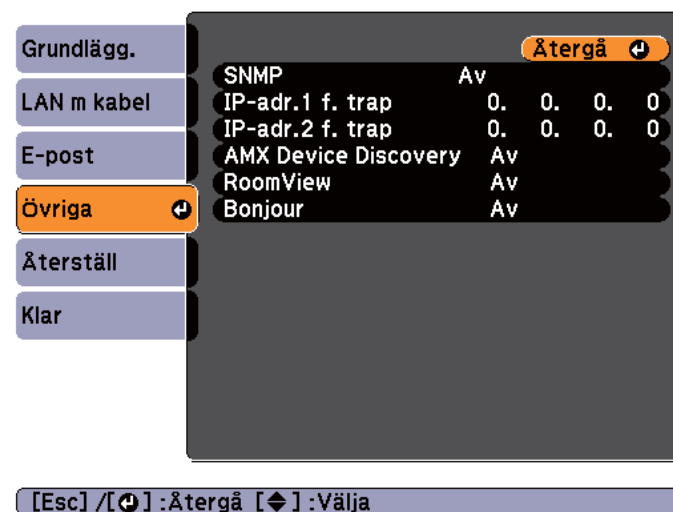 Grundlägg.
LAN m kabel
E-post
Övriga
Återställ
Klar
Återgå
SNMP Av
IP-adr.1 f. trap 0. 0. 0. 0
IP-adr.2 f. trap 0. 0. 0. 0
AMX Device Discovery Av
RoomView Av
Bonjour Av
[Esc] /[⏎] :Återgå [◆] :Välja